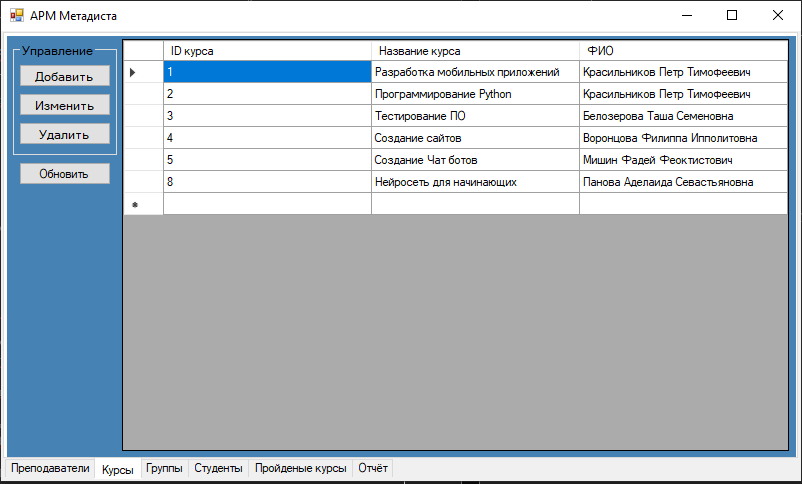 АРМ Метадиста
Управление
Добавить
Изменить
Удалить
Обновить
ID курса Название курса ФИО
1 Разработка мобильных приложений Красильников Петр Тимофеевич
2 Программирование Python Красильников Петр Тимофеевич
3 Тестирование ПО Белозерова Таша Семеновна
4 Создание сайтов Воронцова Филиппа Ипполитовна
5 Создание Чат ботов Мишин Фадей Феоктистович
8 Нейросеть для начинающих Панова Аделаида Севастьяновна
Преподаватели Курсы Группы Студенты Пройденые курсы Отчёт